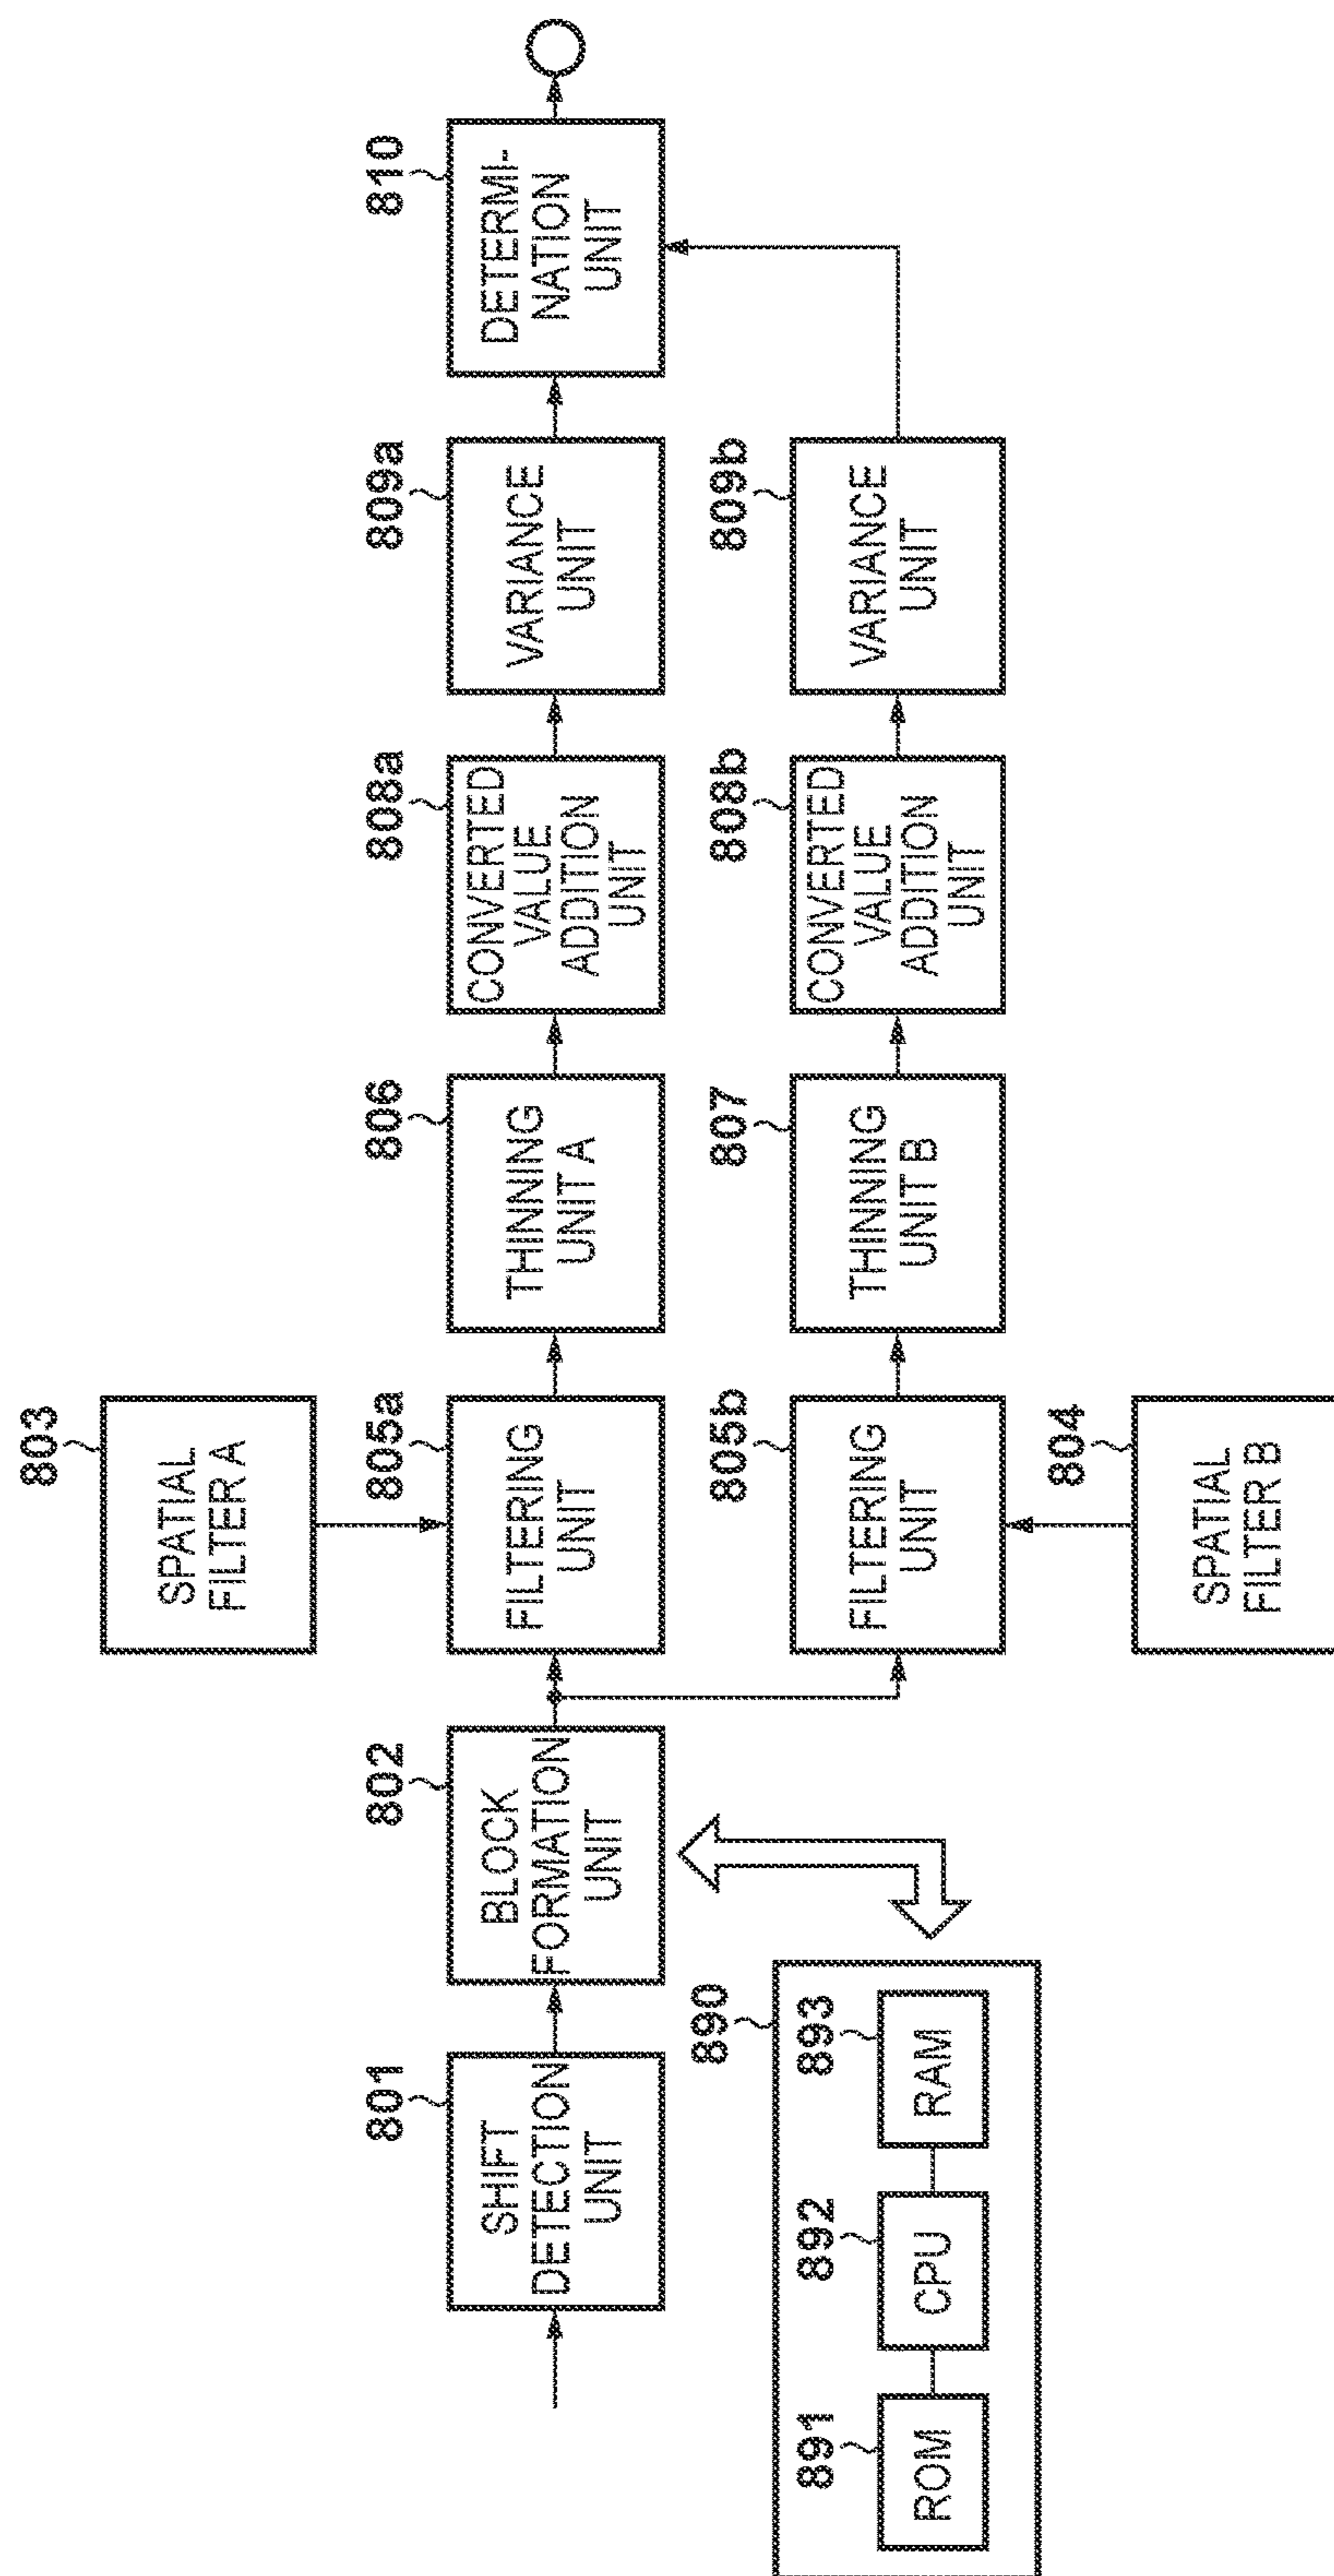 803
SPATIAL
FILTER A
801
SHIFT
DETECTION
UNIT
802
BLOCK
FORMATION
UNIT
805a
FILTERING
UNIT
806
THINNING
UNIT A
808a
CONVERTED
VALUE
ADDITION
UNIT
809a
VARIANCE
UNIT
810
DETERMI-
NATION
UNIT
805b
FILTERING
UNIT
807
THINNING
UNIT B
808b
CONVERTED
VALUE
ADDITION
UNIT
809b
VARIANCE
UNIT
890
891
ROM
892
CPU
893
RAM
804
SPATIAL
FILTER B